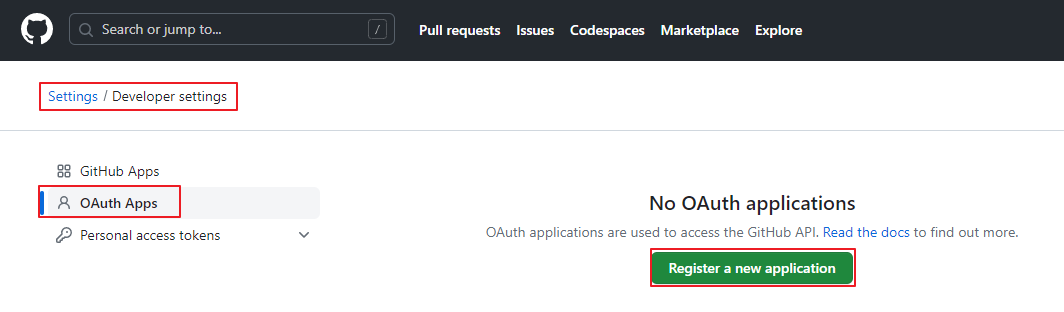 Search or jump to... / Pull requests Issues Codespaces Marketplace Explore
Settings / Developer settings
GitHub Apps
OAuth Apps
Personal access tokens
No OAuth applications
OAuth applications are used to access the GitHub API. Read the docs to find out more.
Register a new application